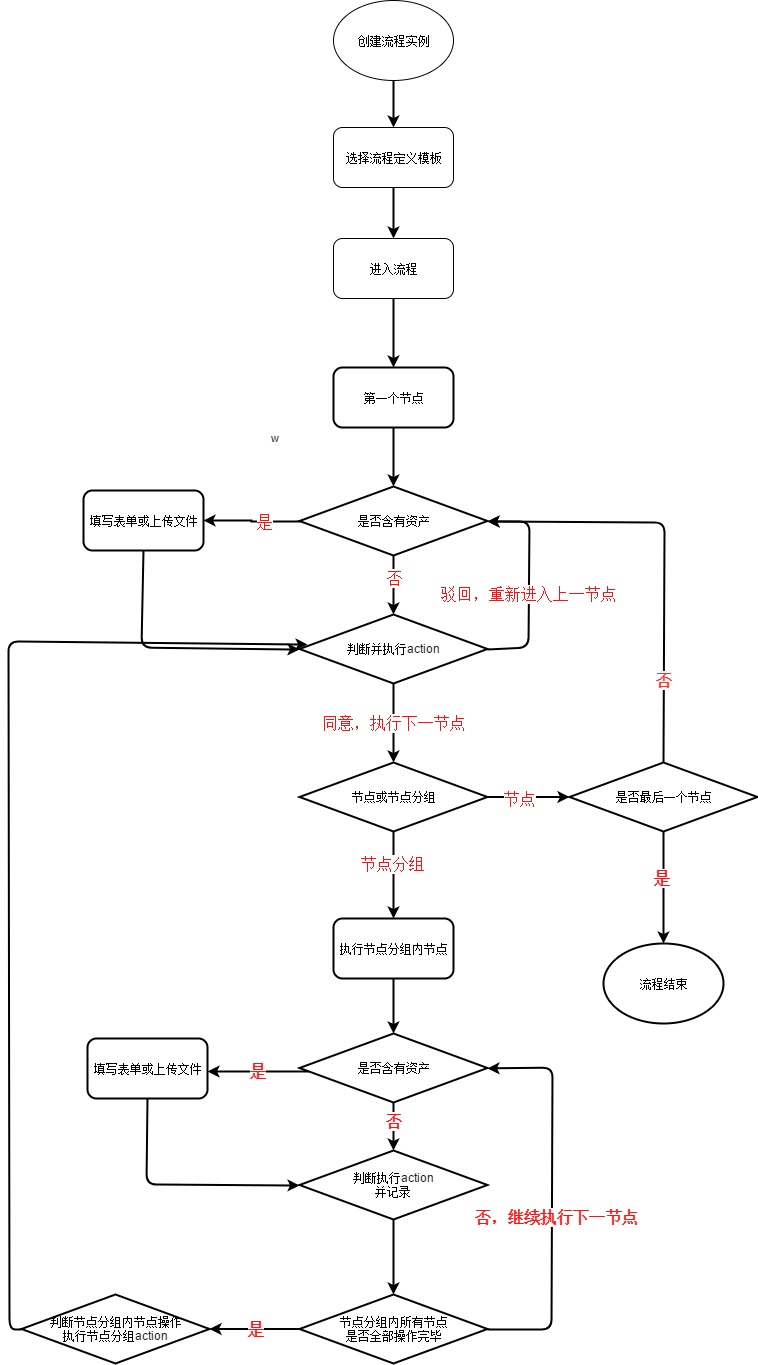 创建流程实例
选择流程定义模板
进入流程
第一个节点
w
填写表单或上传文件
是
是否含有资产
否
驳回，重新进入上一节点
判断并执行action
否
同意，执行下一节点
节点或节点分组
节点
是否最后一个节点
节点分组
是
执行节点分组内节点
流程结束
填写表单或上传文件
是
是否含有资产
否
判断执行action
并记录
否，继续执行下一节点
判断节点分组内节点操作
执行节点分组action
是
节点分组内所有节点
是否全部操作完毕